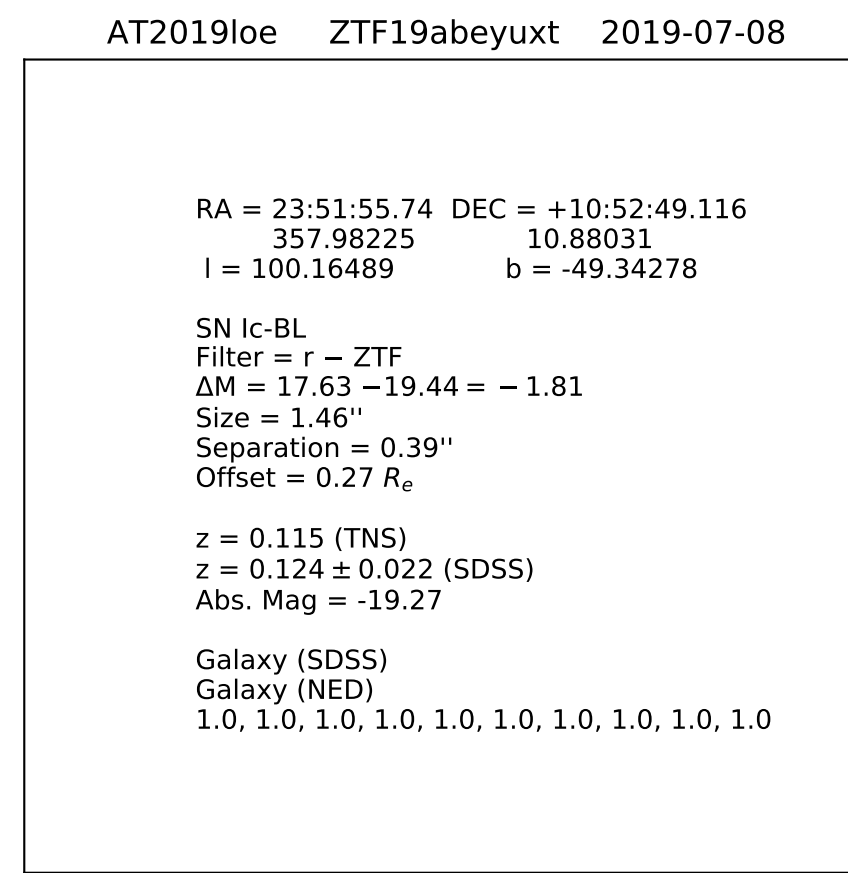 AT2019loe ZTF19abeyuxt 2019-07-08
RA = 23:51:55.74 DEC = +10:52:49.116
357.98225 10.88031
l = 100.16489 b = -49.34278
SN Ic-BL
Filter = r − ZTF
ΔM = 17.63 −19.44 = − 1.81
Size = 1.46''
Separation = 0.39''
Offset = 0.27 Rₑ
z = 0.115 (TNS)
z = 0.124 ± 0.022 (SDSS)
Abs. Mag = -19.27
Galaxy (SDSS)
Galaxy (NED)
1.0, 1.0, 1.0, 1.0, 1.0, 1.0, 1.0, 1.0, 1.0, 1.0